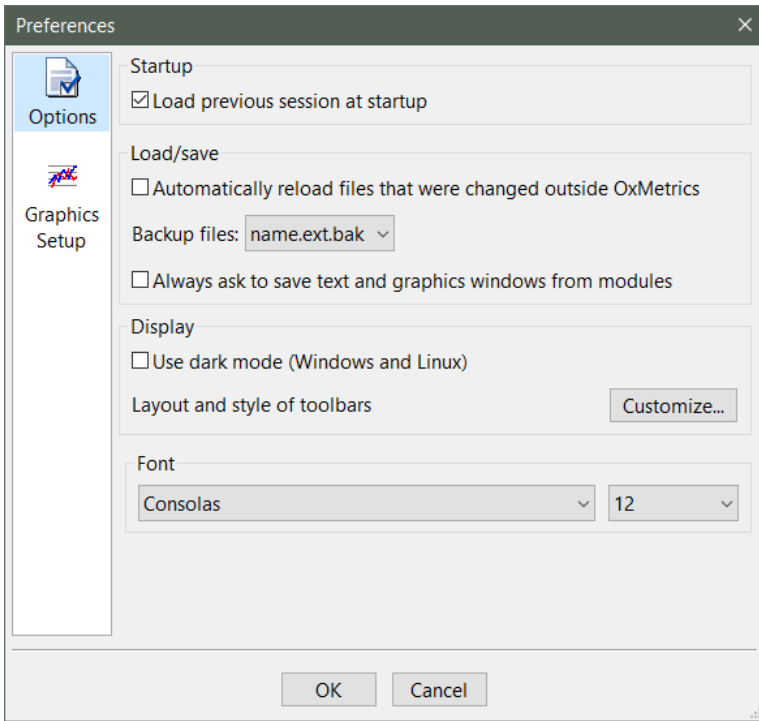 Preferences
Options
Graphics
Setup
Startup
Load previous session at startup
Load/save
Automatically reload files that were changed outside OxMetrics
Backup files: name.ext.bak
Always ask to save text and graphics windows from modules
Display
Use dark mode (Windows and Linux)
Layout and style of toolbars Customize...
Font
Consolas 12
OK Cancel